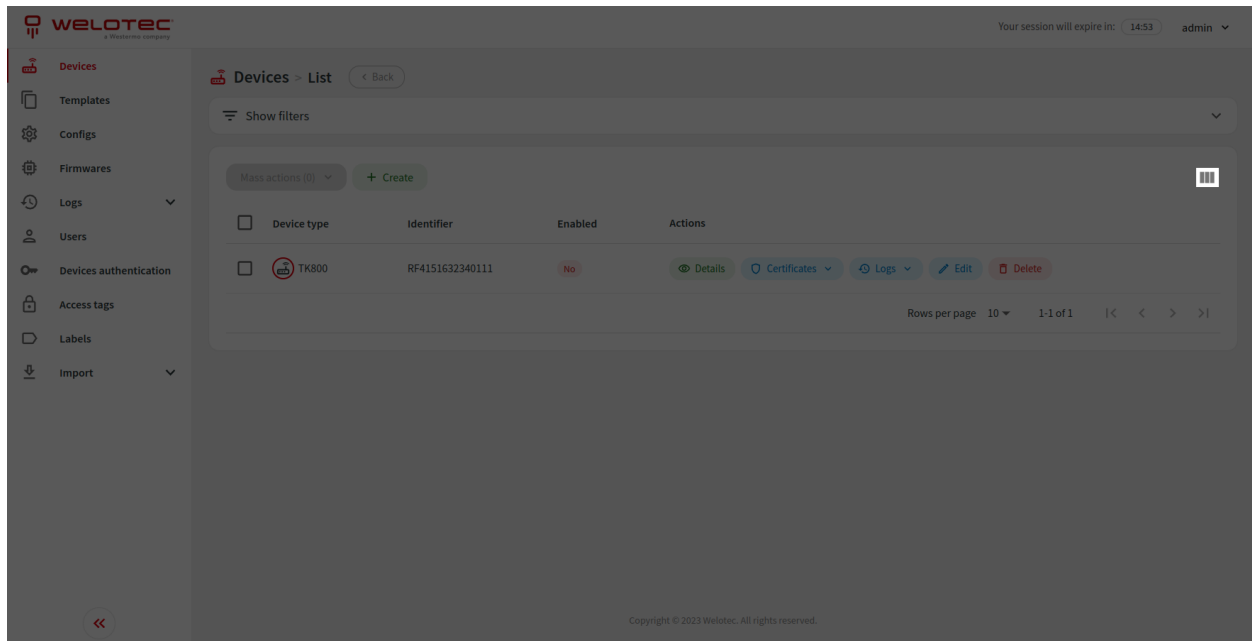 WELOTEC
a Westermo company
Your session will expire in: 14:53 admin
Devices
Templates
Configs
Firmwares
Logs
Users
Devices authentication
Access tags
Labels
Import
Devices > List < Back
Show filters
Mass actions (0) + Create
Device type Identifier Enabled Actions
TK800 RF4151632340111 No Details Certificates Logs Edit Delete
Rows per page 10 1-1 of 1
Copyright © 2023 Welotec. All rights reserved.